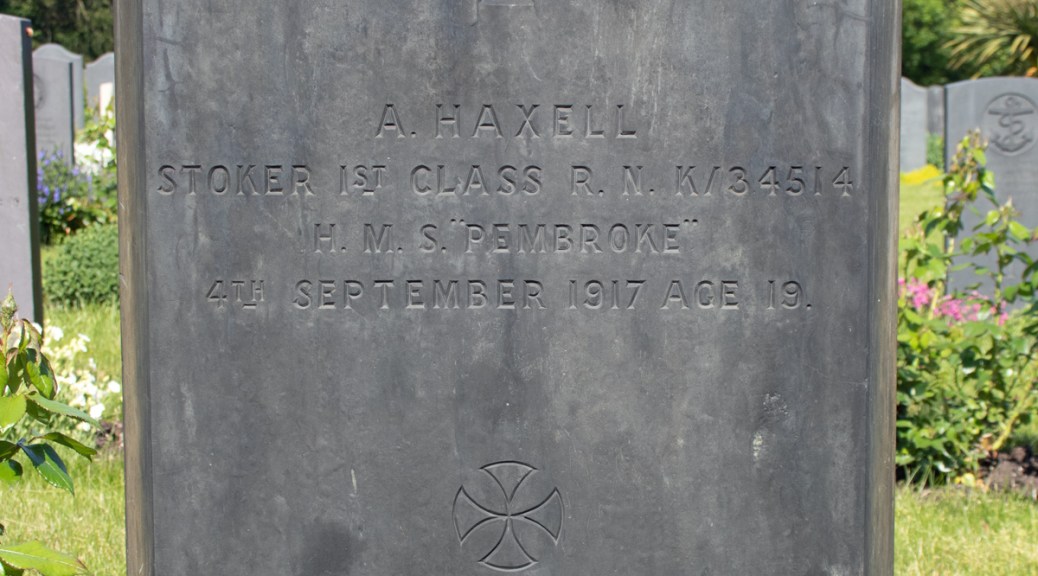 A. HAXELL
STOKER 1ST CLASS R. N. K/34514
H. M. S. "PEMBROKE"
4TH SEPTEMBER 1917 AGE 19.